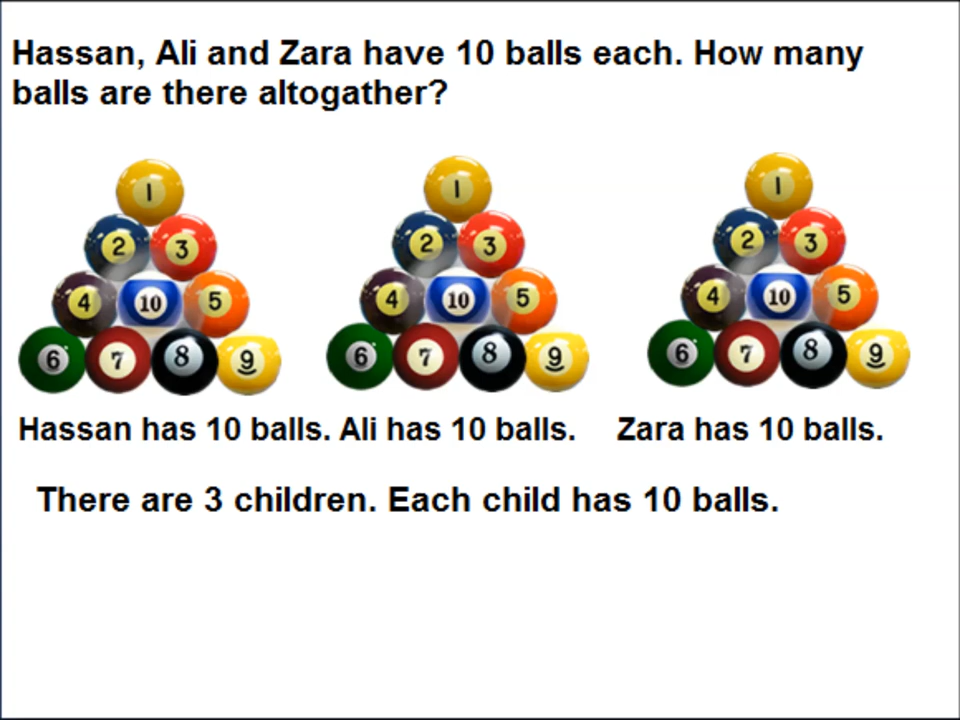 Hassan, Ali and Zara have 10 balls each. How many
balls are there altogather?
1 1 1
2 3 2 3 2 3
4 10 5 4 10 5 4 10 5
6 7 8 9 6 7 8 9 6 7 8 9
Hassan has 10 balls. Ali has 10 balls. Zara has 10 balls.
There are 3 children. Each child has 10 balls.